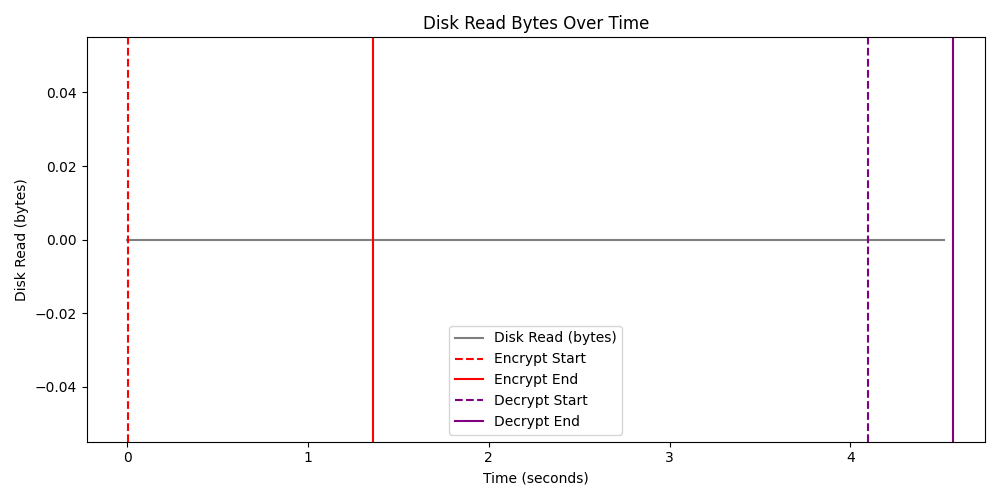 Disk Read Bytes Over Time
Disk Read (bytes)
0.04
0.02
0.00
−0.02
−0.04
Disk Read (bytes)
Encrypt Start
Encrypt End
Decrypt Start
Decrypt End
0 1 2 3 4
Time (seconds)